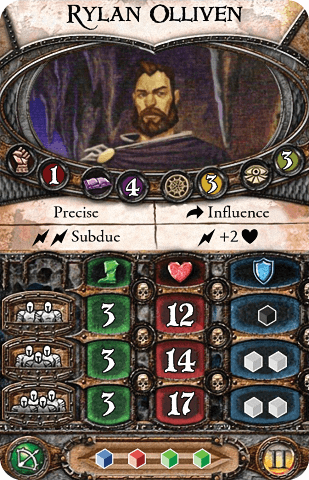 RYLAN OLLIVEN
1 4 3 3
Precise Influence
Subdue +2
3 12
3 14
3 17
II